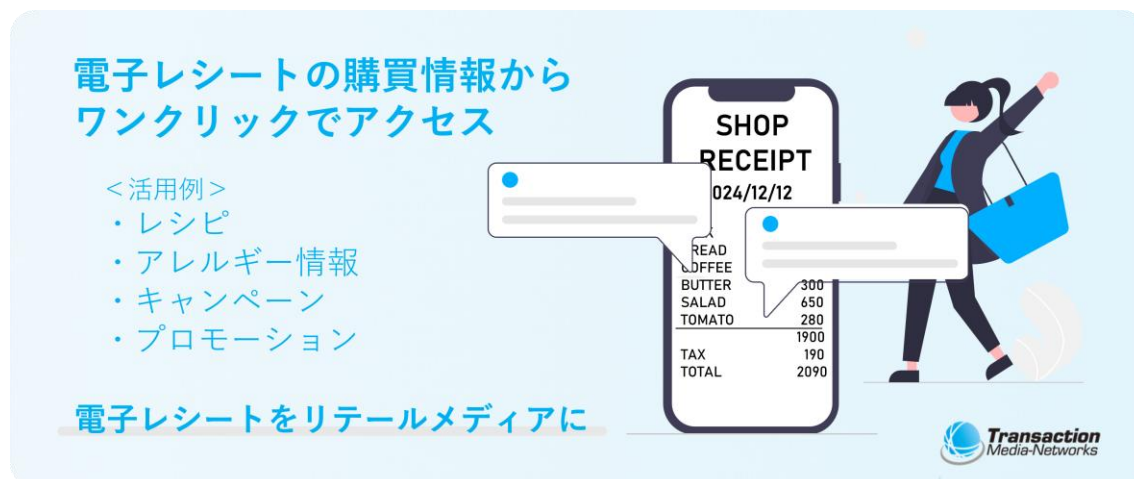 電子レシートの購買情報から
ワンクリックでアクセス
＜活用例＞
・レシピ
・アレルギー情報
・キャンペーン
・プロモーション
電子レシートをリテールメディアに
SHOP
RECEIPT
024/12/12
BUTTER 300
SALAD 650
TOMATO 280
1900
TAX 190
TOTAL 2090
Transaction
Media-Networks